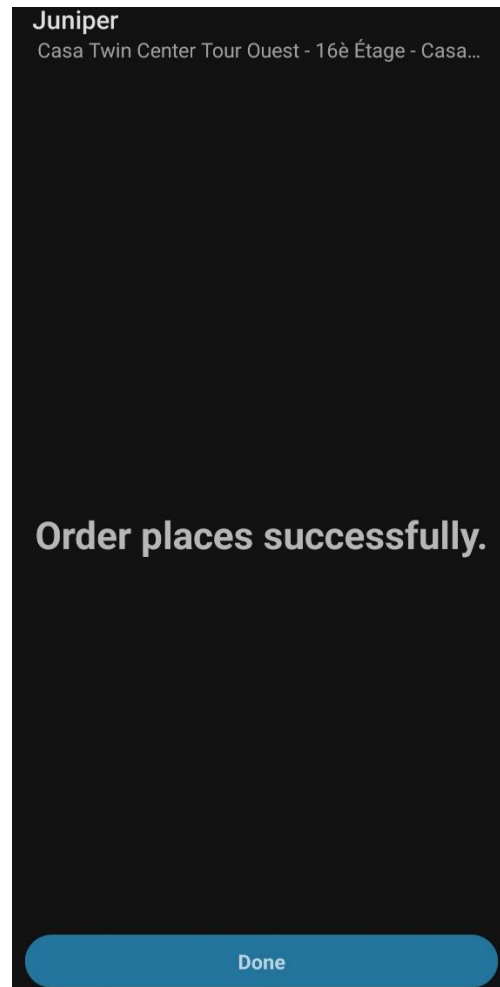 Juniper
Casa Twin Center Tour Ouest - 16è Étage - Casa...
Order places successfully.
Done